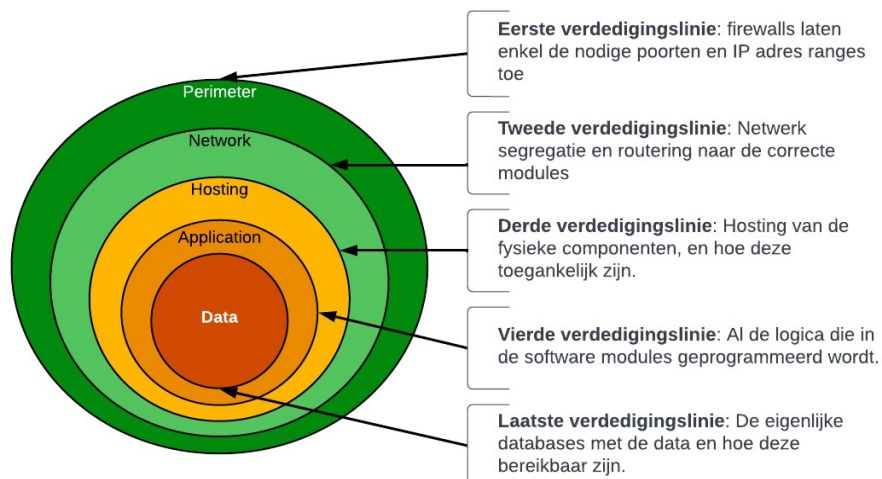 Perimeter
Network
Hosting
Application
Data
Eerste verdedigingslinie: firewalls laten
enkel de nodige poorten en IP adres ranges
toe
Tweede verdedigingslinie: Netwerk
segregatie en routering naar de correcte
modules
Derde verdedigingslinie: Hosting van de
fysieke componenten, en hoe deze
toegankelijk zijn.
Vierde verdedigingslinie: Al de logica die in
de software modules geprogrammeerd wordt.
Laatste verdedigingslinie: De eigenlijke
databases met de data en hoe deze
bereikbaar zijn.